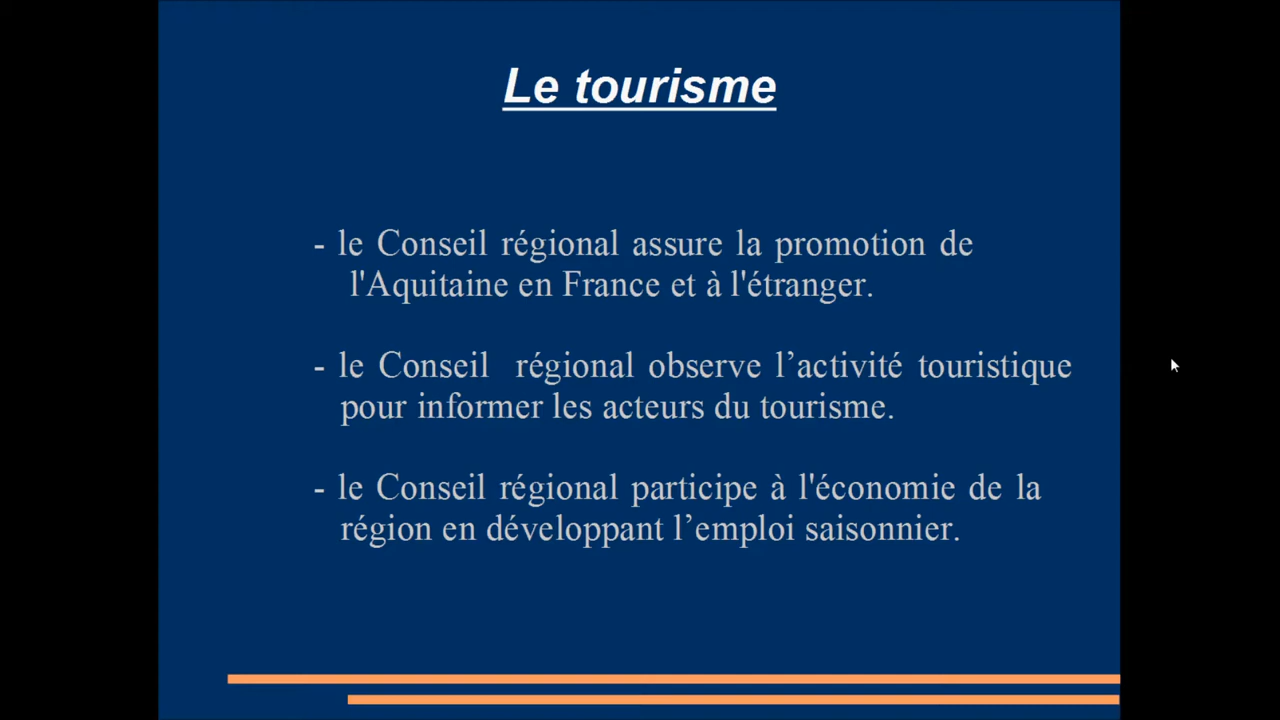 Le tourisme
- le Conseil régional assure la promotion de
l'Aquitaine en France et à l'étranger.
- le Conseil  régional observe l’activité touristique
pour informer les acteurs du tourisme.
- le Conseil régional participe à l'économie de la
région en développant l’emploi saisonnier.